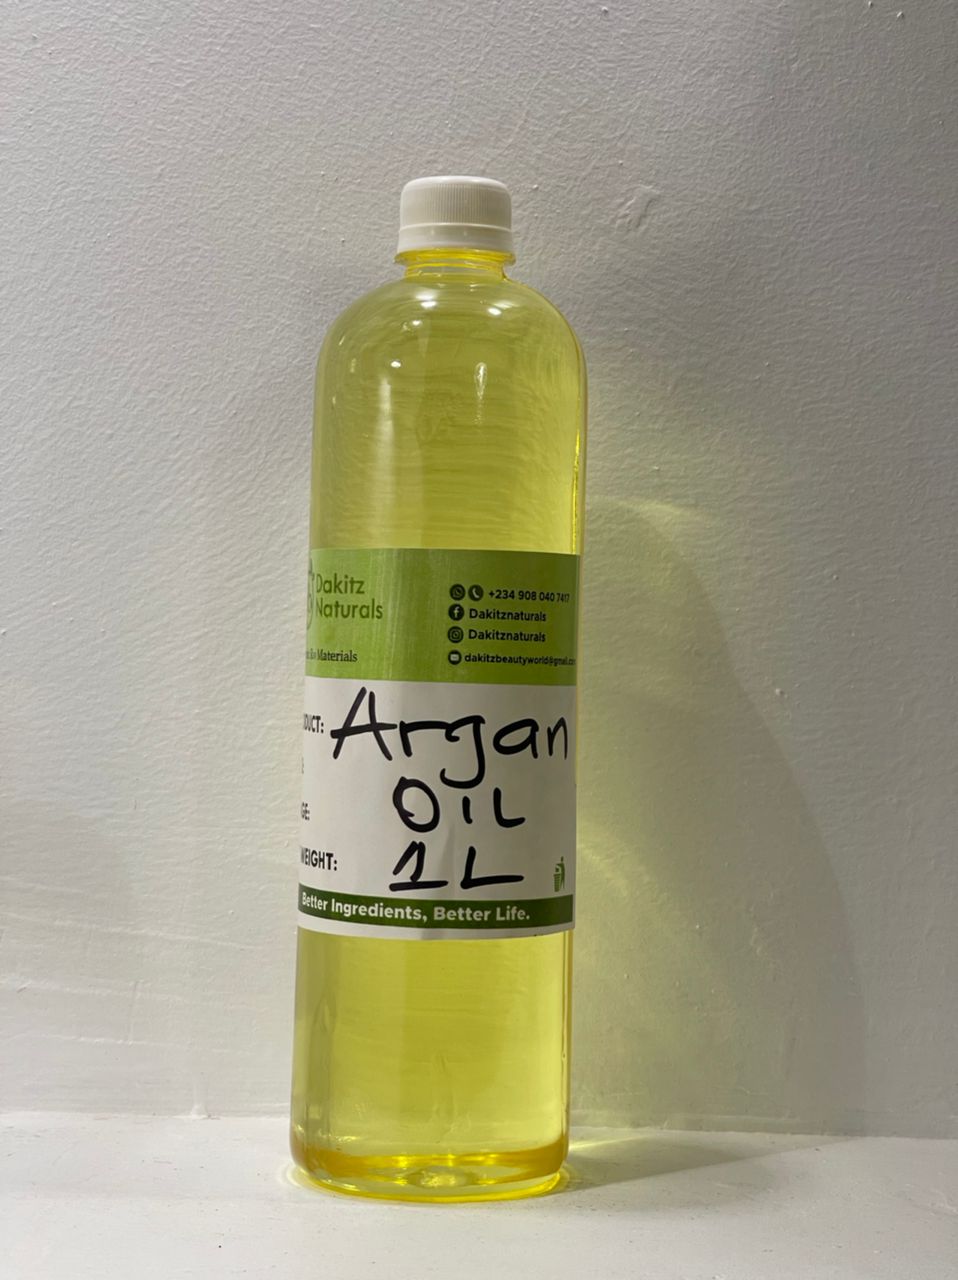 Dakitz
Naturals
Materials
+234 908 040 7417
Dakitznaturals
Dakitznaturals
dakitzbeautyworld@gmail.com
Argan
OIL
WEIGHT: 1L
Better Ingredients, Better Life.